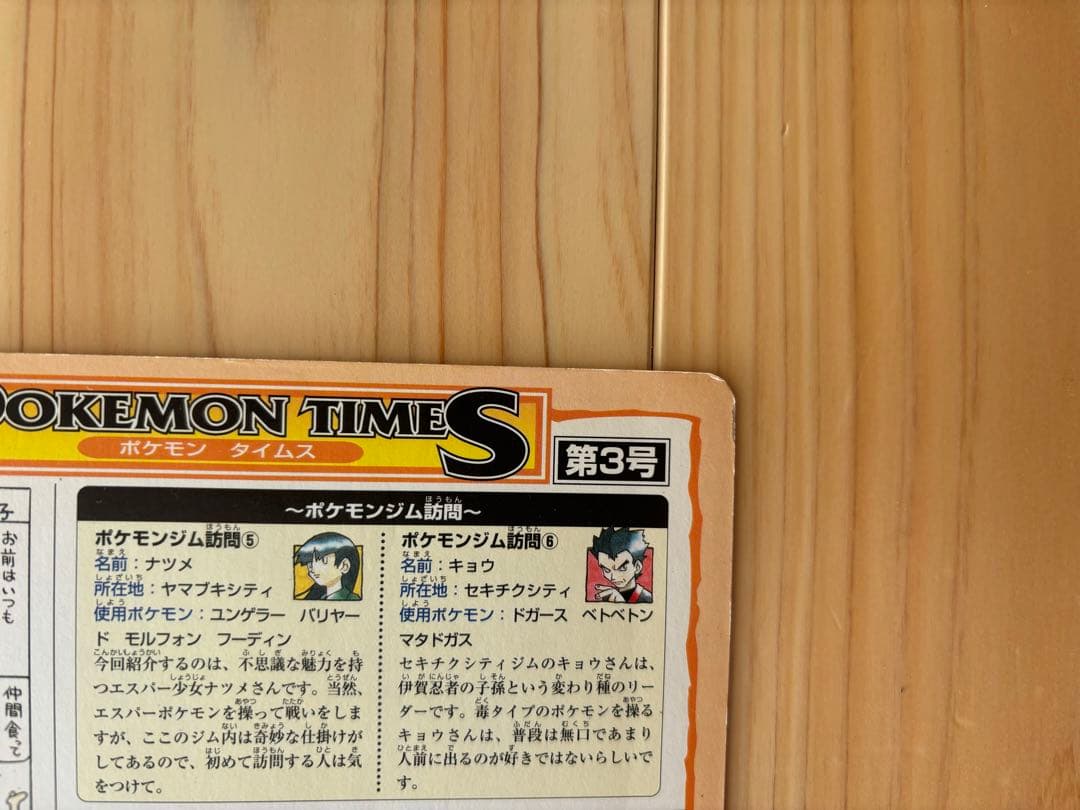 POKEMON TIMES
ポケモン タイムス
第3号
～ポケモンジム訪問～
ポケモンジム訪問⑤
名前：ナツメ
所在地：ヤマブキシティ
使用ポケモン：ユンゲラー バリヤー
ド モルフォン フーディン
今回紹介するのは、不思議な魅力を持
つエスパー少女ナツメさんです。当然、
エスパーポケモンを操って戦いをしま
すが、ここのジム内は奇妙な仕掛けが
してあるので、初めて訪問する人は気
をつけて。
ポケモンジム訪問⑥
名前：キョウ
所在地：セキチクシティ
使用ポケモン：ドガース ベトベトン
マタドガス
セキチクシティジムのキョウさんは、
伊賀忍者の子孫という変わり種のリー
ダーです。毒タイプのポケモンを操る
キョウさんは、普段は無口であまり
人前に出るのが好きではないらしいで
す。
子
お前はいつも
仲間食って